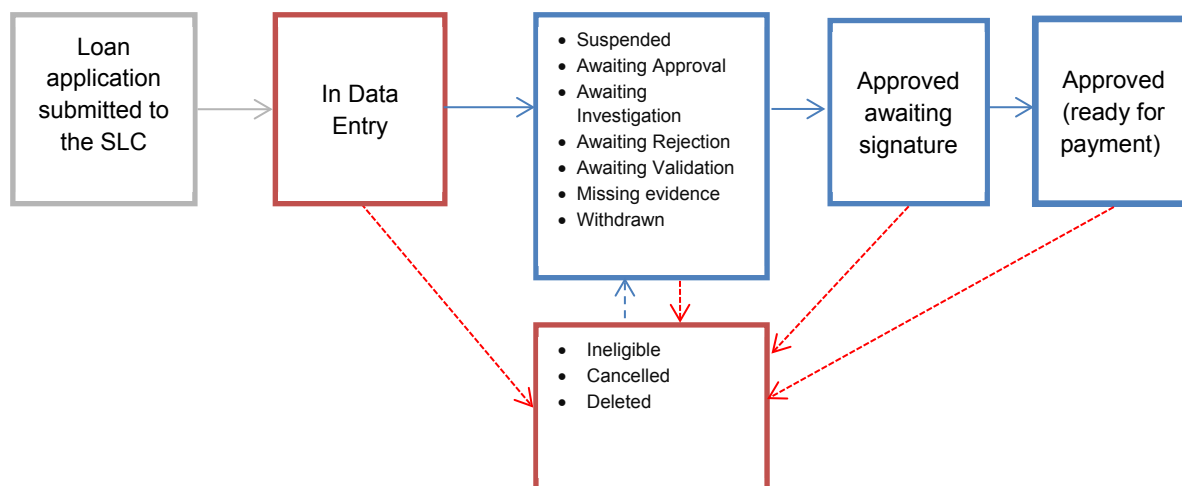 Loan
application
submitted to
the SLC
In Data
Entry
• Suspended
• Awaiting Approval
• Awaiting
Investigation
• Awaiting Rejection
• Awaiting Validation
• Missing evidence
• Withdrawn
Approved
awaiting
signature
Approved
(ready for
payment)
• Ineligible
• Cancelled
• Deleted